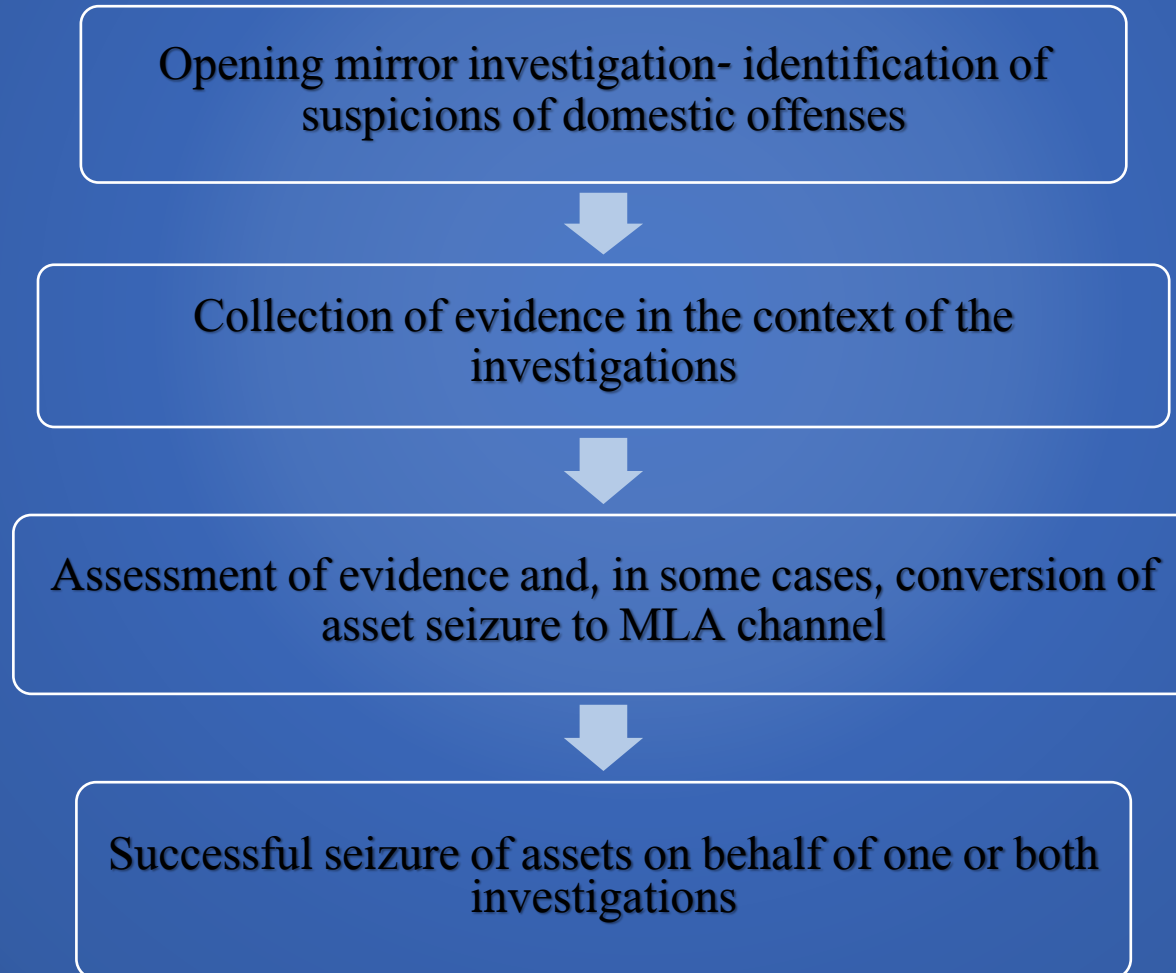 Opening mirror investigation- identification of
suspicions of domestic offenses
Collection of evidence in the context of the
investigations
Assessment of evidence and, in some cases, conversion of
asset seizure to MLA channel
Successful seizure of assets on behalf of one or both
investigations